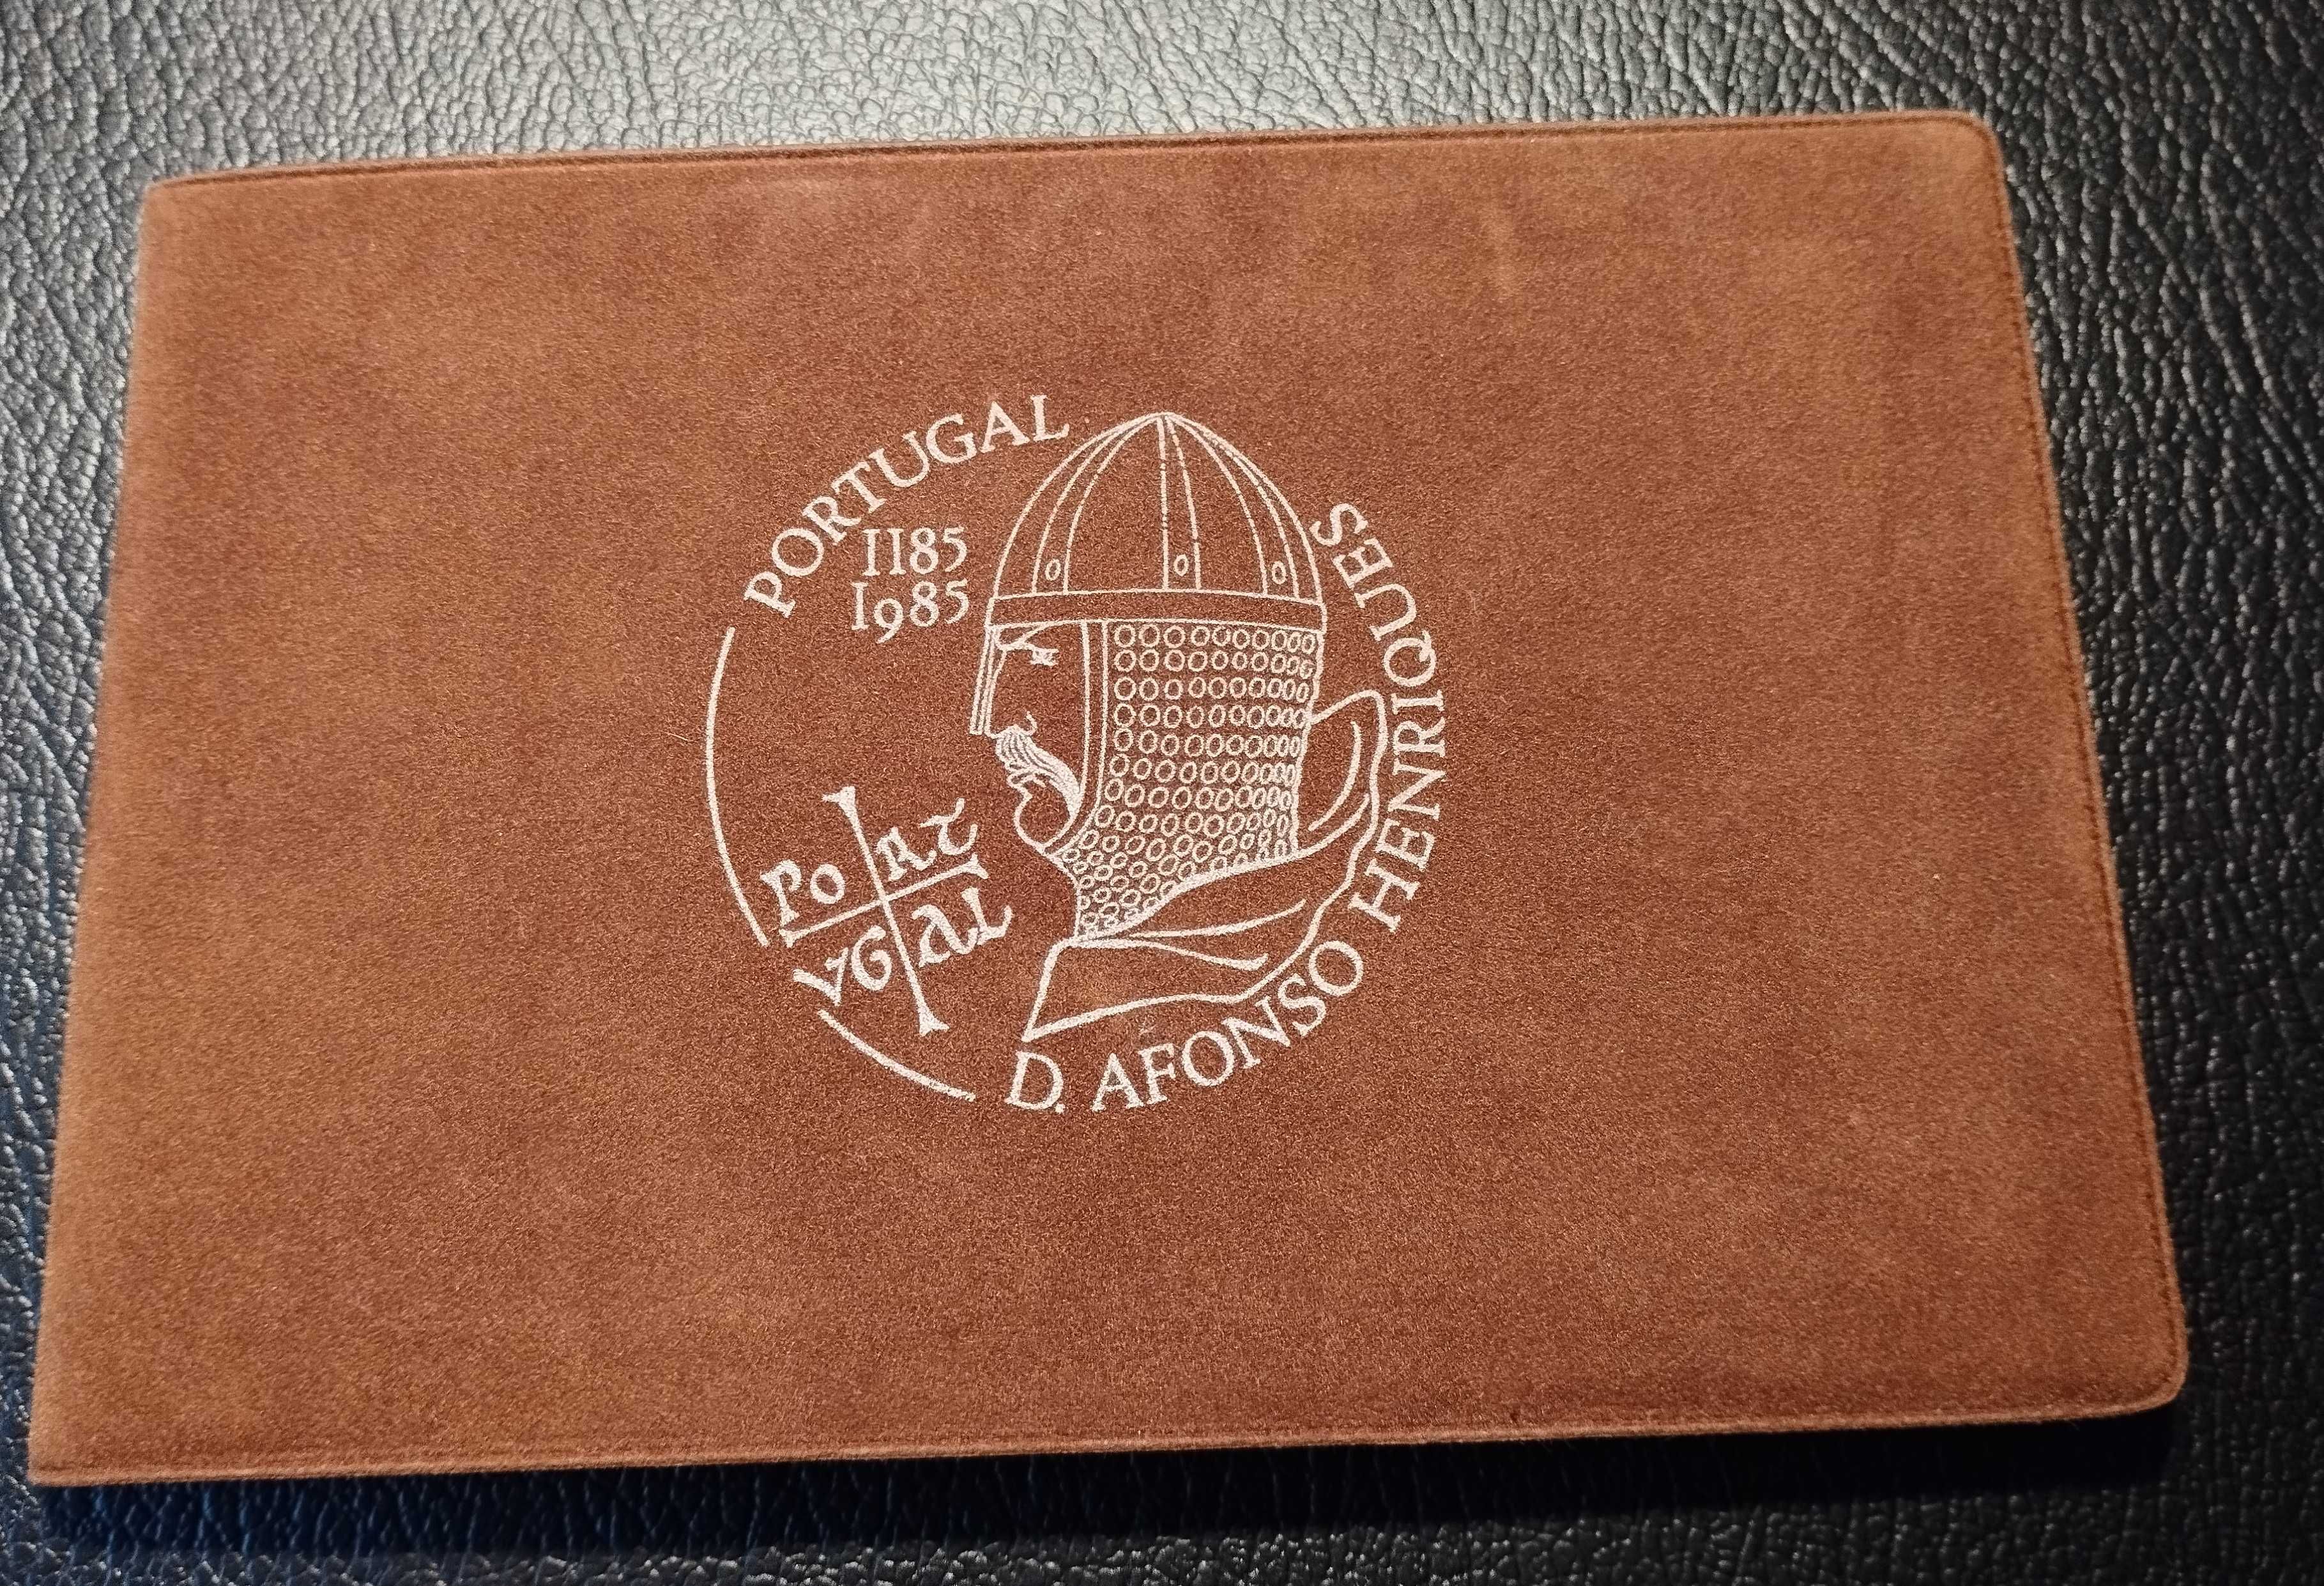 PORTUGAL
1185
1985
PO RT
VG AL
D. AFONSO HENRIQUES